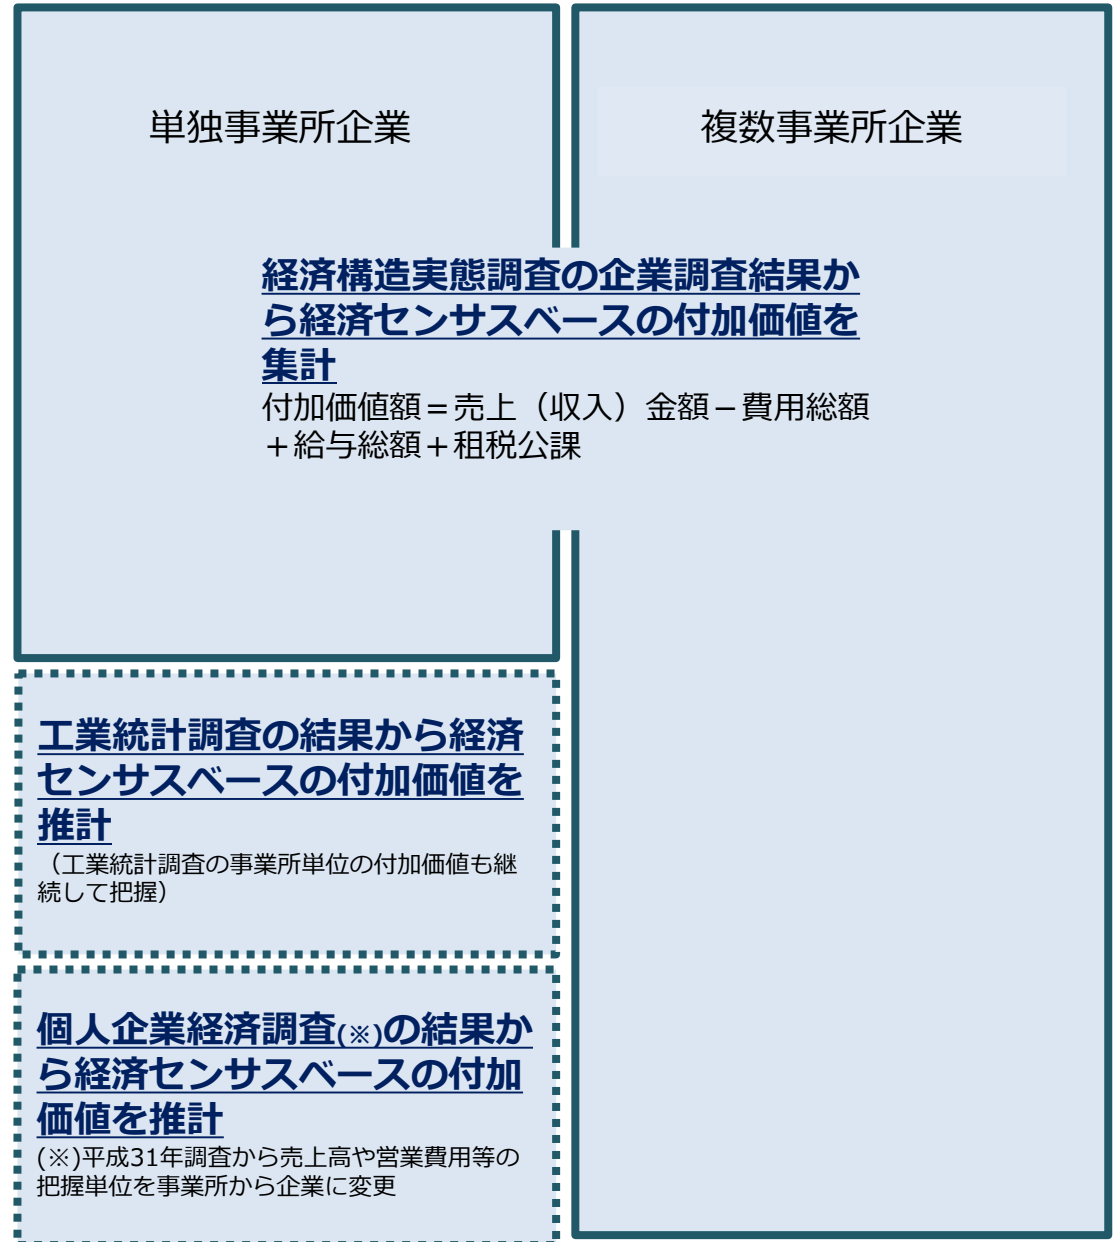 単独事業所企業
複数事業所企業
経済構造実態調査の企業調査結果か
ら経済センサスベースの付加価値を
集計
付加価値額＝売上（収入）金額－費用総額
＋給与総額＋租税公課
工業統計調査の結果から経済
センサスベースの付加価値を
推計
（工業統計調査の事業所単位の付加価値も継
続して把握）
個人企業経済調査(※)の結果か
ら経済センサスベースの付加
価値を推計
(※)平成31年調査から売上高や営業費用等の
把握単位を事業所から企業に変更